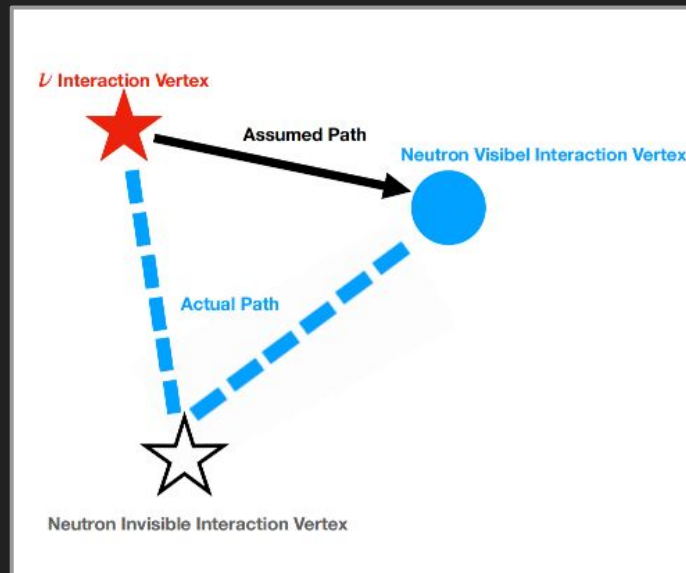 ν Interaction Vertex
Assumed Path
Neutron Visibel Interaction Vertex
Actual Path
Neutron Invisible Interaction Vertex